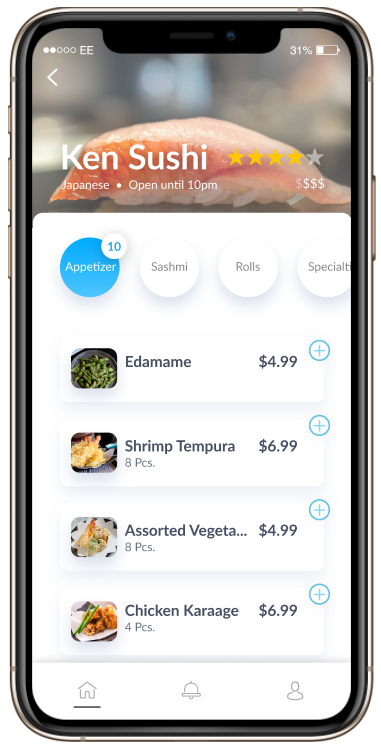 EE 31%
Ken Sushi
Japanese • Open until 10pm $$$$
10
Appetizer Sashmi Rolls Specialti
Edamame $4.99
Shrimp Tempura $6.99
8 Pcs.
Assorted Vegeta... $4.99
8 Pcs.
Chicken Karaage $6.99
4 Pcs.